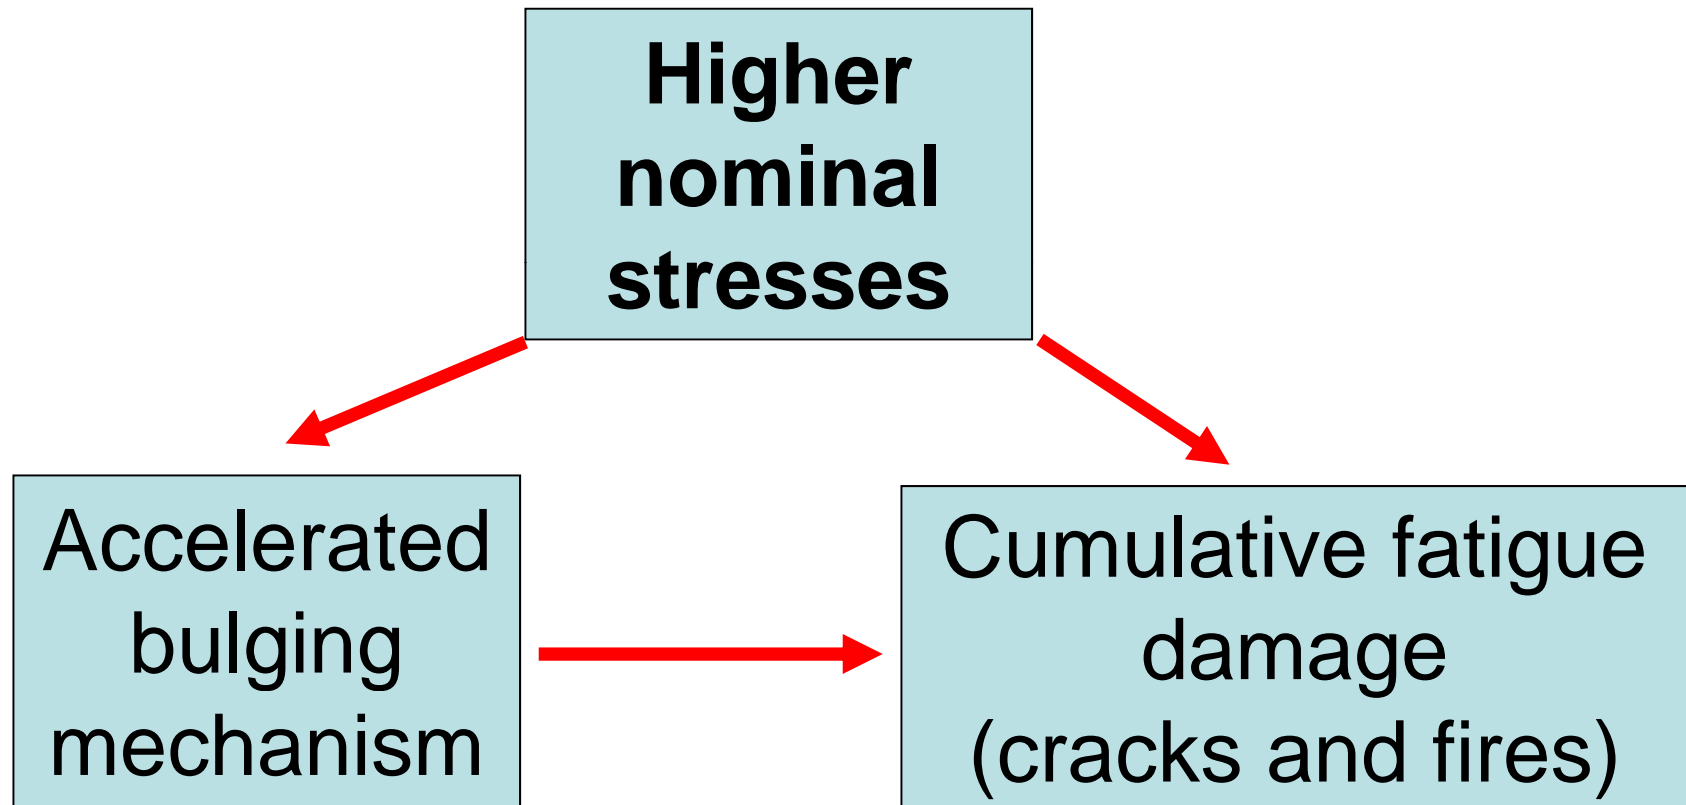 Higher
nominal
stresses
Accelerated
bulging
mechanism
Cumulative fatigue
damage
(cracks and fires)